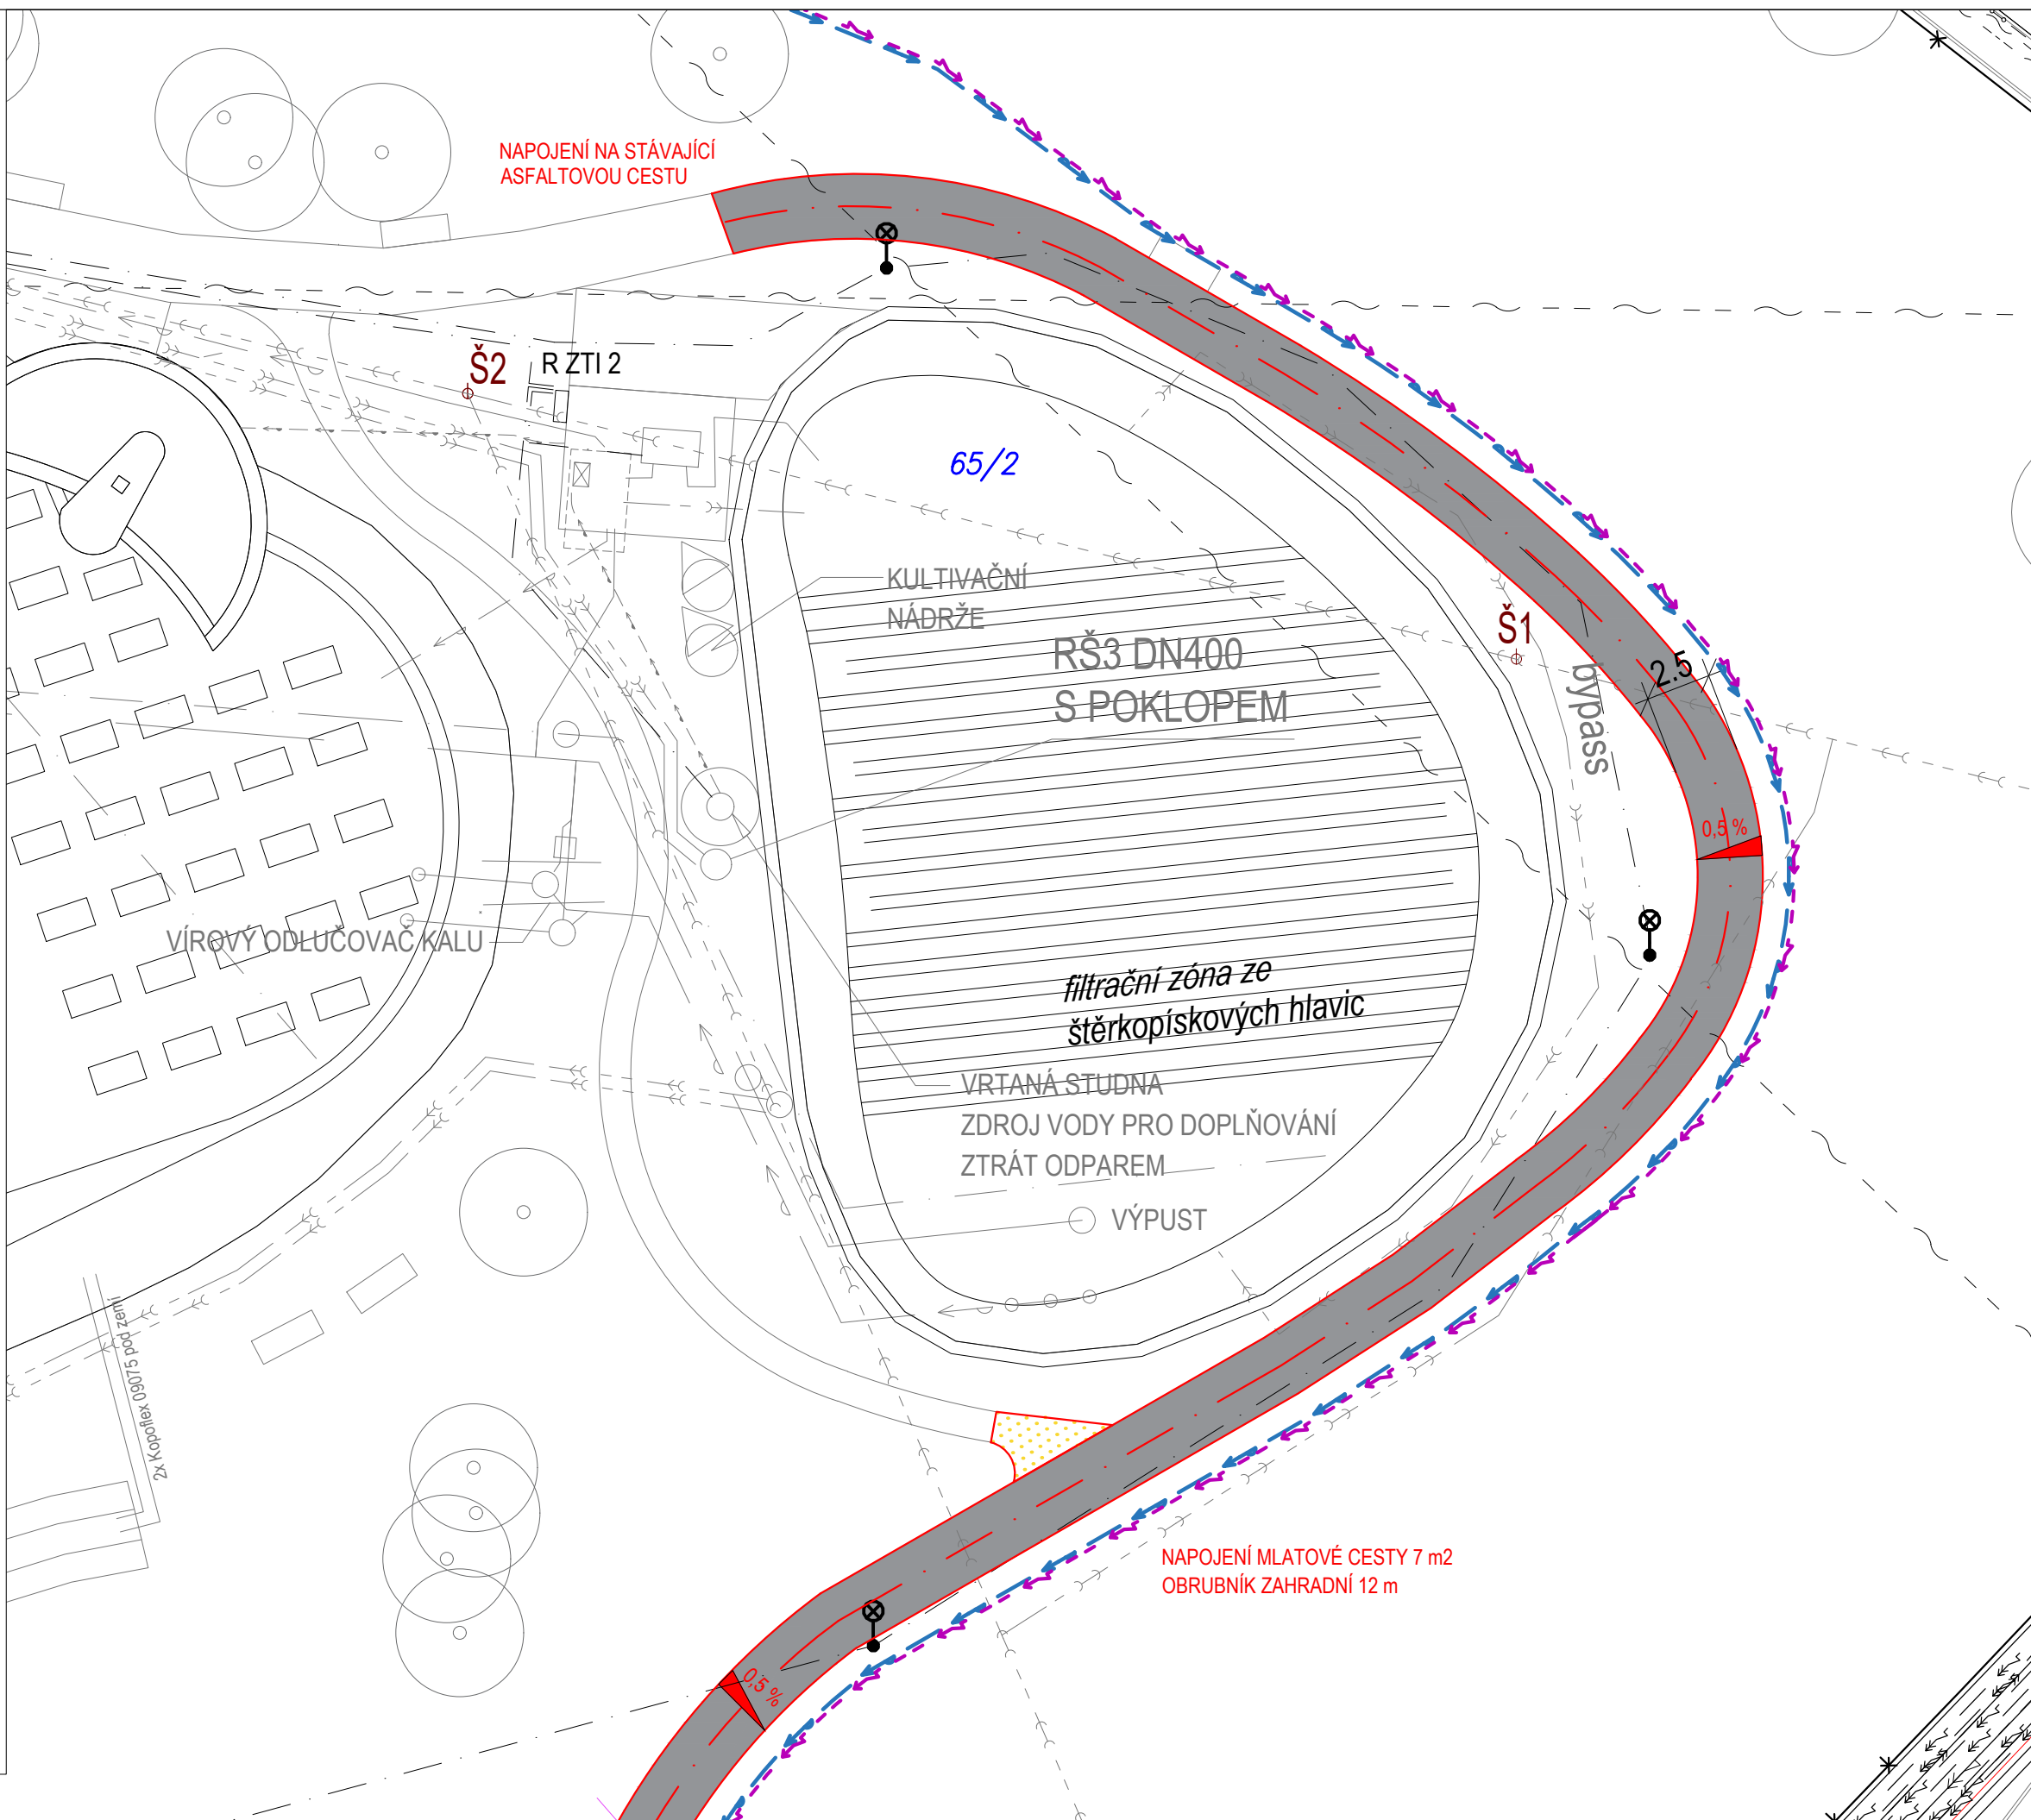 NAPOJENÍ NA STÁVAJÍCÍ
ASFALTOVOU CESTU
Š2
R ZTI 2
65/2
KULTIVAČNÍ
NÁDRŽE
RŠ3 DN400
S POKLOPEM
Š1
bypass
2.5
0,5 %
VÍROVÝ ODLUČOVAČ KALU
filtrační zóna ze
štěrkopískových hlavic
VRTANÁ STUDNA
ZDROJ VODY PRO DOPLŇOVÁNÍ
ZTRÁT ODPAREM
VÝPUST
2x Kopoflex 09075 pod zemí
NAPOJENÍ MLATOVÉ CESTY 7 m2
OBRUBNÍK ZAHRADNÍ 12 m
0,5 %